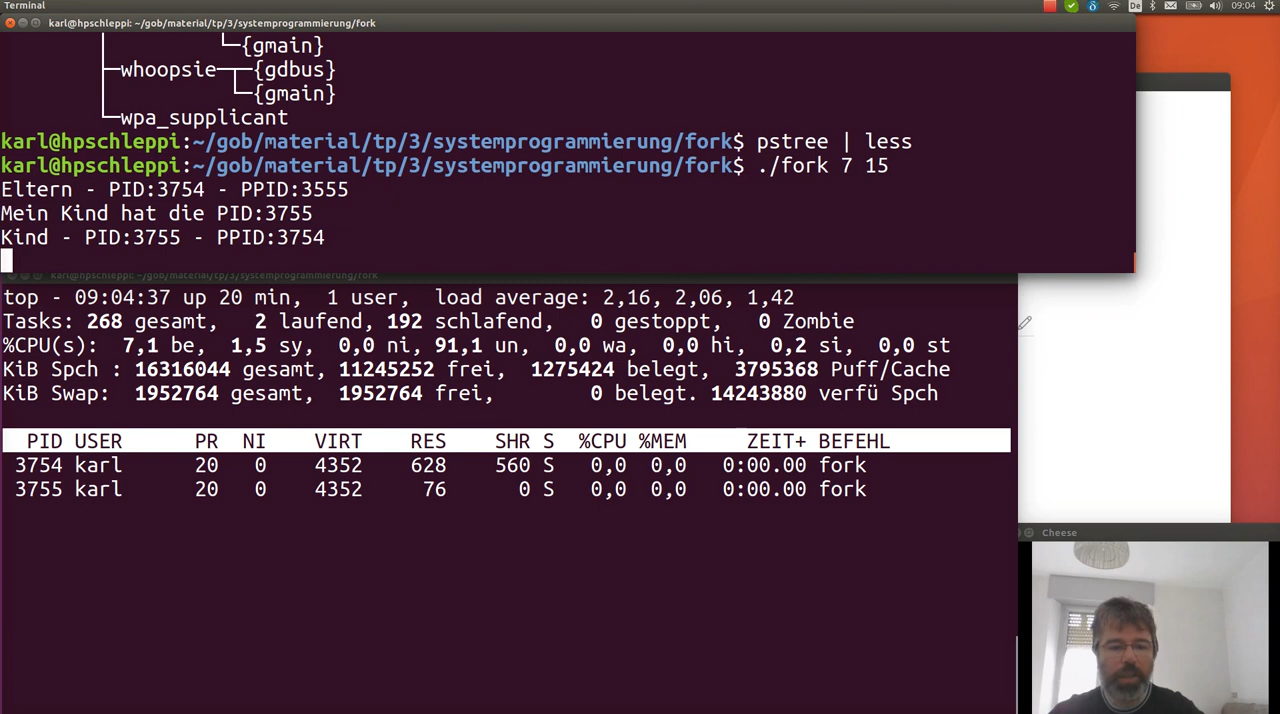 Terminal
De
09:04
karl@hpschleppi: ~/gob/material/tp/3/systemprogrammierung/fork
{gmain}
whoopsie {gdbus}
{gmain}
wpa_supplicant
karl@hpschleppi:~/gob/material/tp/3/systemprogrammierung/fork$ pstree | less
karl@hpschleppi:~/gob/material/tp/3/systemprogrammierung/fork$ ./fork 7 15
Eltern - PID:3754 - PPID:3555
Mein Kind hat die PID:3755
Kind - PID:3755 - PPID:3754
karl@hpschleppi: ~/gob/material/tp/3/systemprogrammierung/fork
top - 09:04:37 up 20 min, 1 user, load average: 2,16, 2,06, 1,42
Tasks: 268 gesamt, 2 laufend, 192 schlafend, 0 gestoppt, 0 Zombie
%CPU(s): 7,1 be, 1,5 sy, 0,0 ni, 91,1 un, 0,0 wa, 0,0 hi, 0,2 si, 0,0 st
KiB Spch : 16316044 gesamt, 11245252 frei, 1275424 belegt, 3795368 Puff/Cache
KiB Swap: 1952764 gesamt, 1952764 frei, 0 belegt. 14243880 verfü Spch
PID USER PR NI VIRT RES SHR S %CPU %MEM ZEIT+ BEFEHL
3754 karl 20 0 4352 628 560 S 0,0 0,0 0:00.00 fork
3755 karl 20 0 4352 76 0 S 0,0 0,0 0:00.00 fork
Cheese